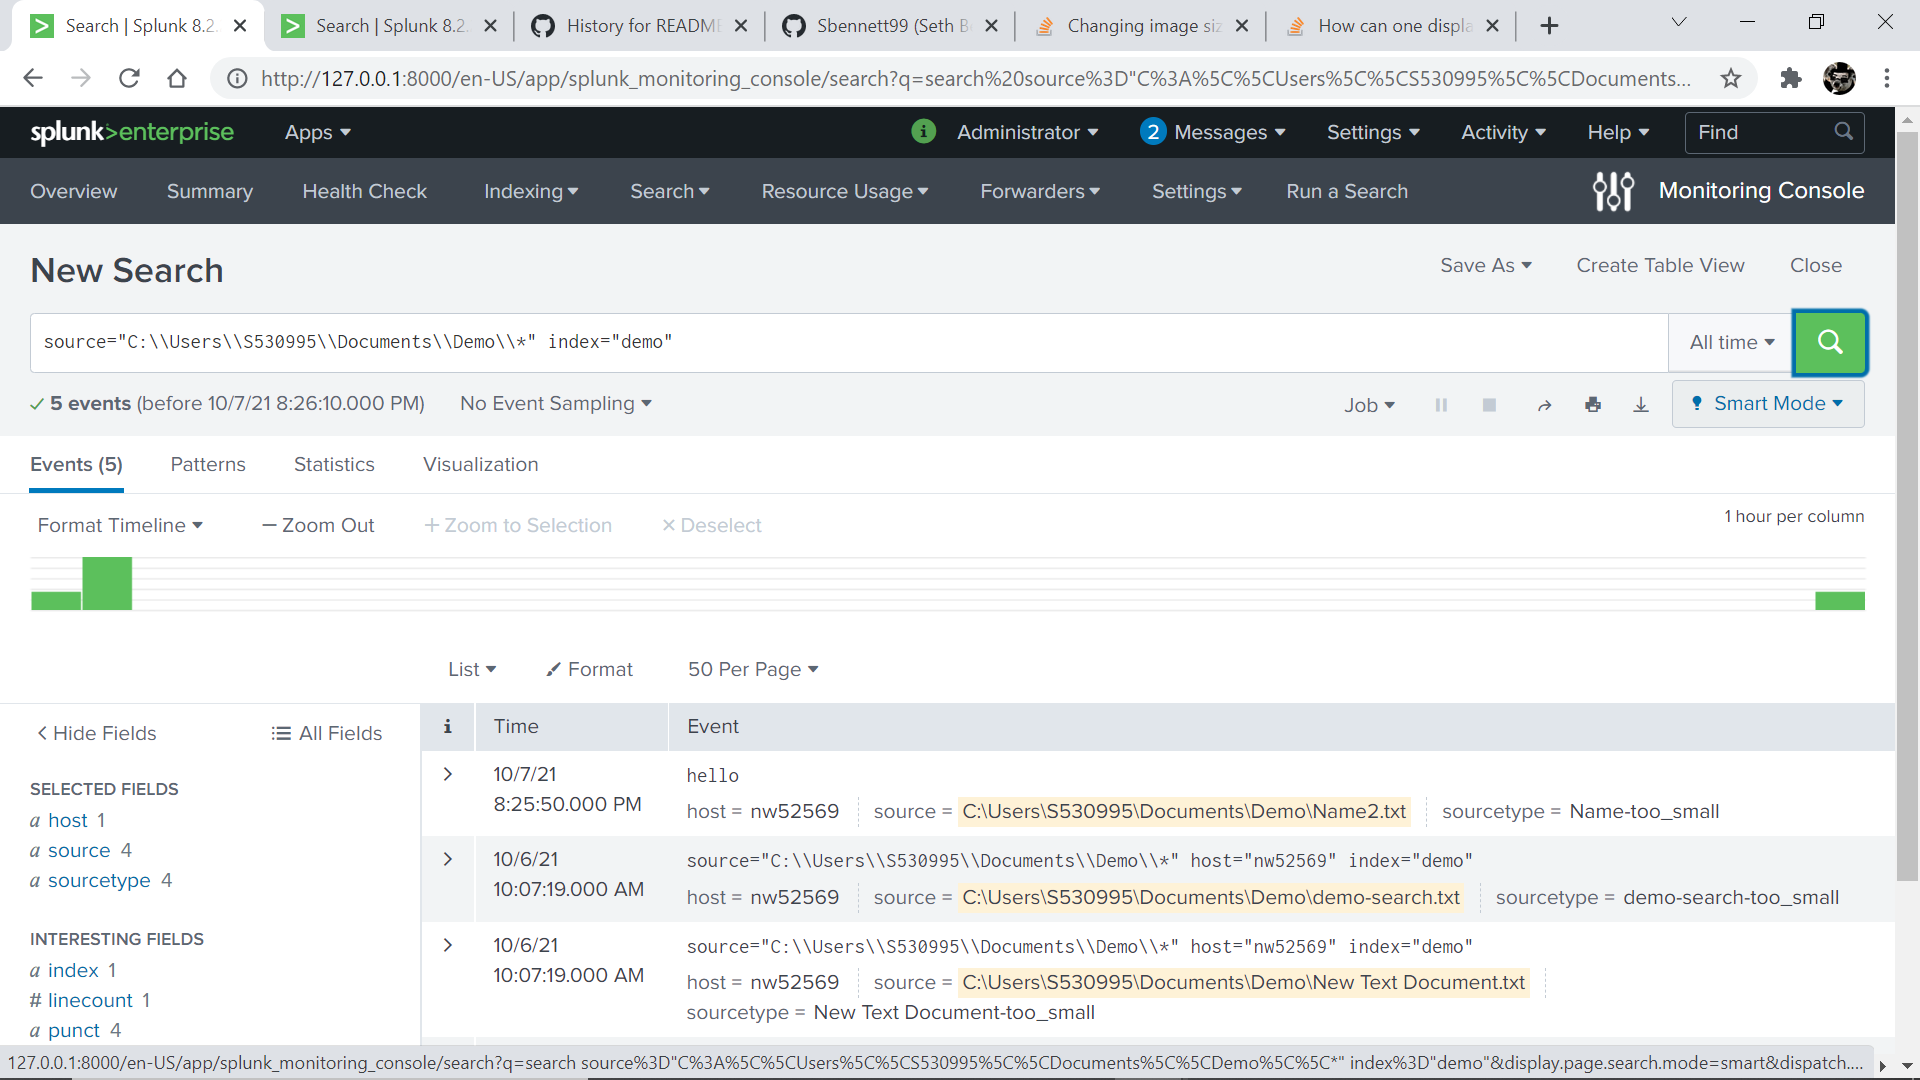 Search | Splunk 8.2.
Search | Splunk 8.2.
History for README
Sbennett99 (Seth B
Changing image siz
How can one displa
http://127.0.0.1:8000/en-US/app/splunk_monitoring_console/search?q=search%20source%3D"C%3A%5C%5CUsers%5C%5CS530995%5C%5CDocuments...
splunk>enterprise
Apps
Administrator
2 Messages
Settings
Activity
Help
Find
Overview
Summary
Health Check
Indexing
Search
Resource Usage
Forwarders
Settings
Run a Search
Monitoring Console
New Search
Save As
Create Table View
Close
source="C:\\Users\\S530995\\Documents\\Demo\\*" index="demo"
All time
5 events (before 10/7/21 8:26:10.000 PM)
No Event Sampling
Job
Smart Mode
Events (5)
Patterns
Statistics
Visualization
Format Timeline
— Zoom Out
+ Zoom to Selection
× Deselect
1 hour per column
List
Format
50 Per Page
< Hide Fields
All Fields
i
Time
Event
SELECTED FIELDS
a host 1
a source 4
a sourcetype 4
INTERESTING FIELDS
a index 1
# linecount 1
a punct 4
10/7/21
8:25:50.000 PM
hello
host = nw52569
source = C:\Users\S530995\Documents\Demo\Name2.txt
sourcetype = Name-too_small
10/6/21
10:07:19.000 AM
source="C:\\Users\\S530995\\Documents\\Demo\\*" host="nw52569" index="demo"
host = nw52569
source = C:\Users\S530995\Documents\Demo\demo-search.txt
sourcetype = demo-search-too_small
10/6/21
10:07:19.000 AM
source="C:\\Users\\S530995\\Documents\\Demo\\*" host="nw52569" index="demo"
host = nw52569
source = C:\Users\S530995\Documents\Demo\New Text Document.txt
sourcetype = New Text Document-too_small
127.0.0.1:8000/en-US/app/splunk_monitoring_console/search?q=search source%3D"C%3A%5C%5CUsers%5C%5CS530995%5C%5CDocuments%5C%5CDemo%5C%5C*" index%3D"demo"&display.page.search.mode=smart&dispatch....